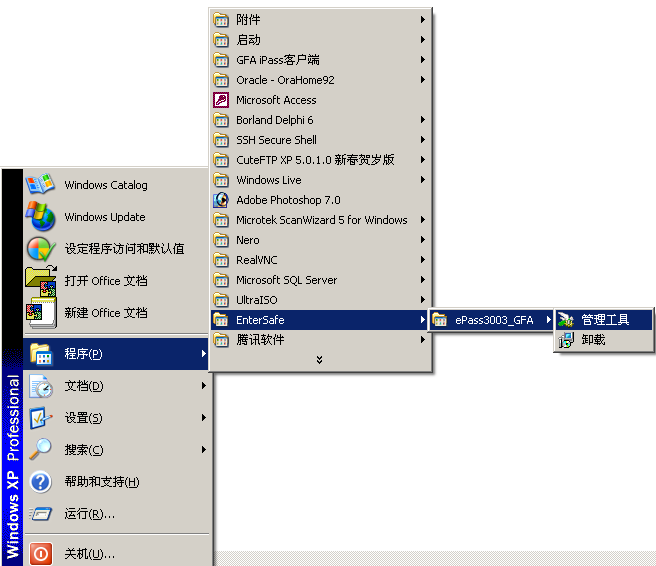 附件
启动
GFA iPass客户端
Oracle - OraHome92
Microsoft Access
Borland Delphi 6
SSH Secure Shell
CuteFTP XP 5.0.1.0 新春贺岁版
Windows Live
Adobe Photoshop 7.0
Microtek ScanWizard 5 for Windows
Nero
RealVNC
Microsoft SQL Server
UltraISO
EnterSafe
腾讯软件
ePass3003_GFA
管理工具
卸载
Windows Catalog
Windows Update
设定程序访问和默认值
打开 Office 文档
新建 Office 文档
程序(P)
文档(D)
设置(S)
搜索(C)
帮助和支持(H)
运行(R)...
关机(U)...
Windows XP Professional